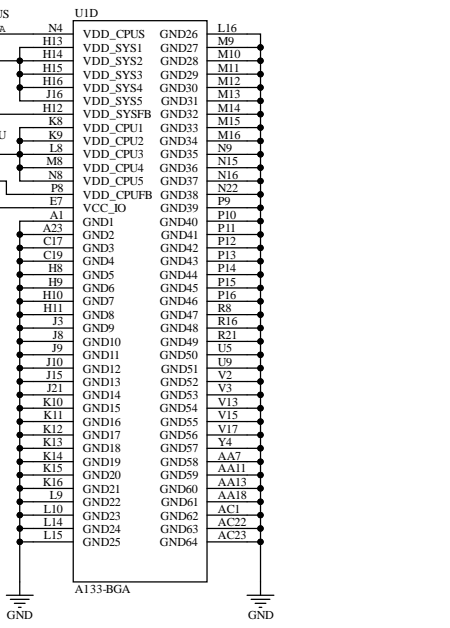 US U1D
A N4 VDD_CPUS GND26 L16
H13 VDD_SYS1 GND27 M9
H14 VDD_SYS2 GND28 M10
H15 VDD_SYS3 GND29 M11
H16 VDD_SYS4 GND30 M12
J16 VDD_SYS5 GND31 M13
H12 VDD_SYSFB GND32 M14
K8 VDD_CPU1 GND33 M15
U K9 VDD_CPU2 GND34 M16
L8 VDD_CPU3 GND35 N9
M8 VDD_CPU4 GND36 N15
N8 VDD_CPU5 GND37 N16
P8 VDD_CPUFB GND38 N22
E7 VCC_IO GND39 P9
A1 GND1 GND40 P10
A23 GND2 GND41 P11
C17 GND3 GND42 P12
C19 GND4 GND43 P13
H8 GND5 GND44 P14
H9 GND6 GND45 P15
H10 GND7 GND46 P16
H11 GND8 GND47 R8
J3 GND9 GND48 R16
J8 GND10 GND49 R21
J9 GND11 GND50 U5
J10 GND12 GND51 U9
J15 GND13 GND52 V2
J21 GND14 GND53 V3
K10 GND15 GND54 V13
K11 GND16 GND55 V15
K12 GND17 GND56 V17
K13 GND18 GND57 Y4
K14 GND19 GND58 AA7
K15 GND20 GND59 AA11
K16 GND21 GND60 AA13
L9 GND22 GND61 AA18
L10 GND23 GND62 AC1
L14 GND24 GND63 AC22
L15 GND25 GND64 AC23
A133-BGA
GND GND